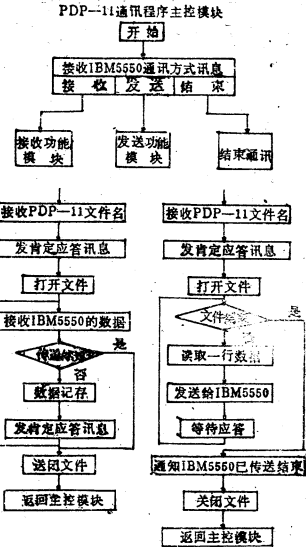 PDP—11通讯程序主控模块
开始
接收IBM5550通讯方式讯息
接收 发送 结束
接收功能
模块
发送功能
模块
结束通讯
接收PDP—11文件名
发肯定应答讯息
打开文件
接收IBM5550的数据
是
否
数据记存
发肯定应答讯息
送闭文件
返回主控模块
接收PDP—11文件名
发肯定应答讯息
打开文件
文件
是
读取一行数据
发送给IBM5550
等待应答
通知IBM5550已传送结束
关闭文件
返回主控模块